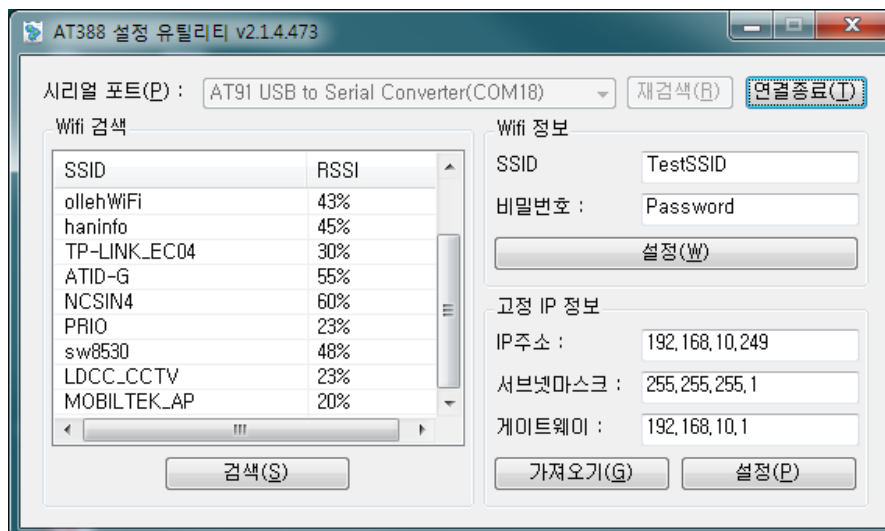 AT388 설정 유틸리티 v2.1.4.473
시리얼 포트(P) : AT91 USB to Serial Converter(COM18) 재검색(R) 연결종료(T)
Wifi 검색
SSID RSSI
ollehWiFi 43%
haninfo 45%
TP-LINK_EC04 30%
ATID-G 55%
NCSIN4 60%
PRIO 23%
sw8530 48%
LDCC_CCTV 23%
MOBILTEK_AP 20%
검색(S)
Wifi 정보
SSID TestSSID
비밀번호 : Password
설정(W)
고정 IP 정보
IP주소 : 192,168,10,249
서브넷마스크 : 255,255,255,1
게이트웨이 : 192,168,10,1
가져오기(G) 설정(P)